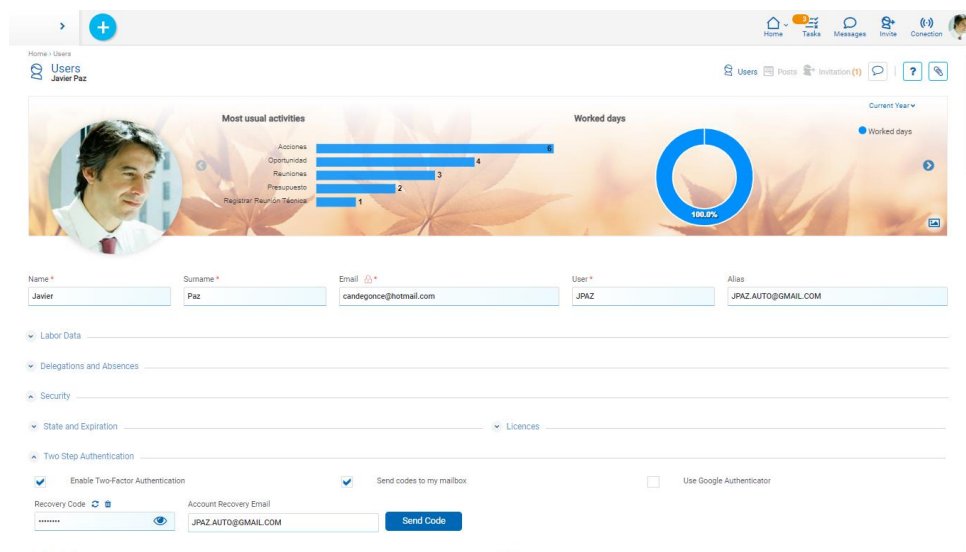 3
Home Tasks Messages Invite Conection
Home › Users
Users
Javier Paz
Users Posts Invitation (1) ?
Current Year
Most usual activities
Worked days
Worked days
Acciones 6
Oportunidad 4
Reuniones 3
Presupuesto 2
Registrar Reunión Técnica 1
100.0%
Name * Surname * Email * User * Alias
Javier Paz candegonce@hotmail.com JPAZ JPAZ.AUTO@GMAIL.COM
Labor Data
Delegations and Absences
Security
State and Expiration Licences
Two Step Authentication
Enable Two-Factor Authentication Send codes to my mailbox Use Google Authenticator
Recovery Code Account Recovery Email
•••••••• JPAZ.AUTO@GMAIL.COM Send Code